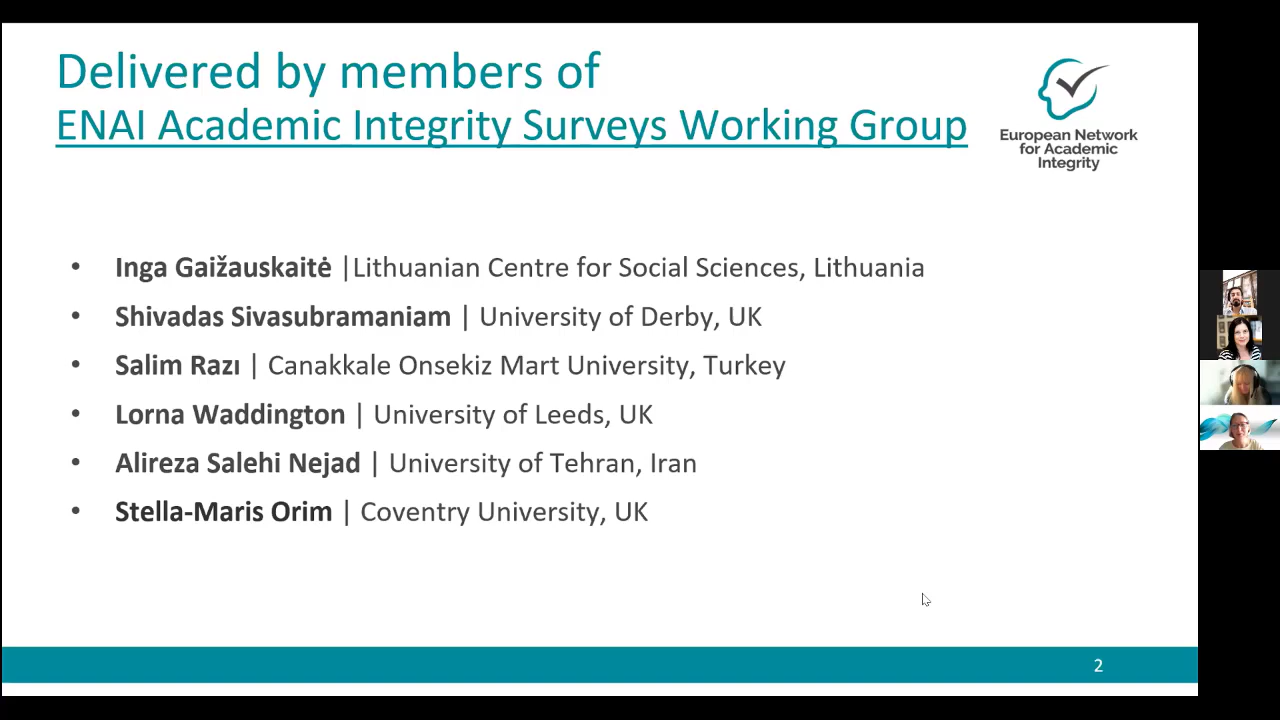 Delivered by members of
ENAI Academic Integrity Surveys Working Group
European Network
for Academic
Integrity
• Inga Gaižauskaitė |Lithuanian Centre for Social Sciences, Lithuania
• Shivadas Sivasubramaniam | University of Derby, UK
• Salim Razı | Canakkale Onsekiz Mart University, Turkey
• Lorna Waddington | University of Leeds, UK
• Alireza Salehi Nejad | University of Tehran, Iran
• Stella-Maris Orim | Coventry University, UK
2